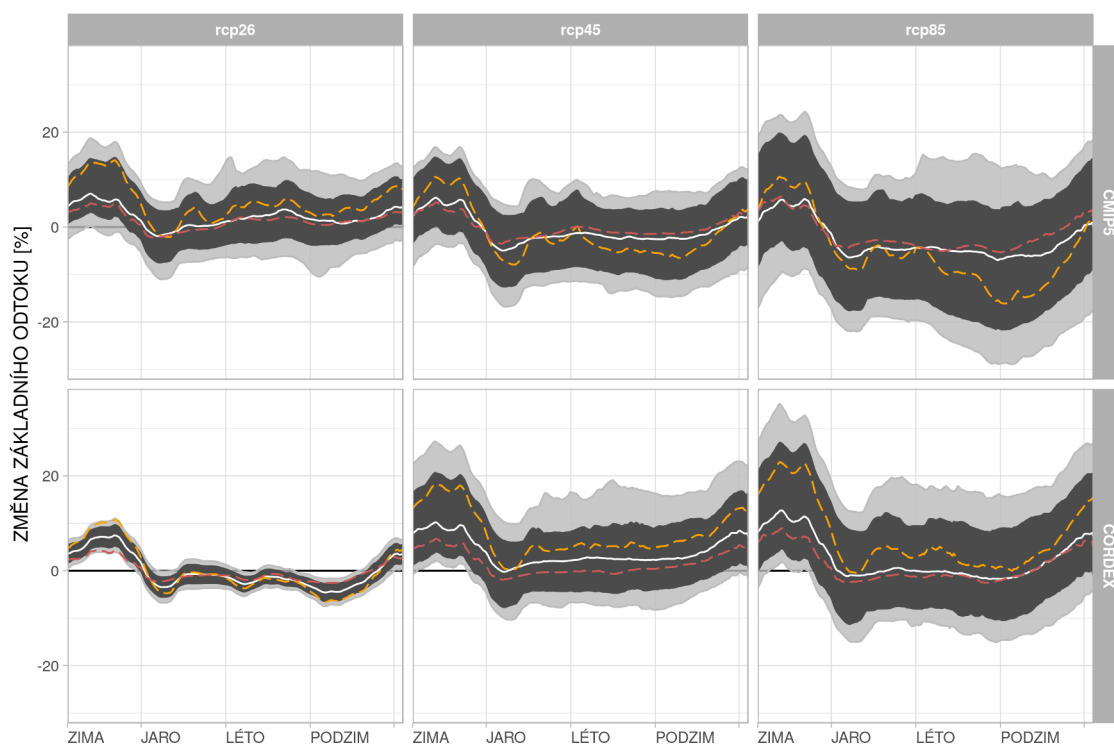 rcp26 rcp45 rcp85
ZMĚNA ZÁKLADNÍHO ODTOKU [%]
20
0
-20
CMIP5
20
0
-20
CORDEX
ZIMA JARO LÉTO PODZIM ZIMA JARO LÉTO PODZIM ZIMA JARO LÉTO PODZIM